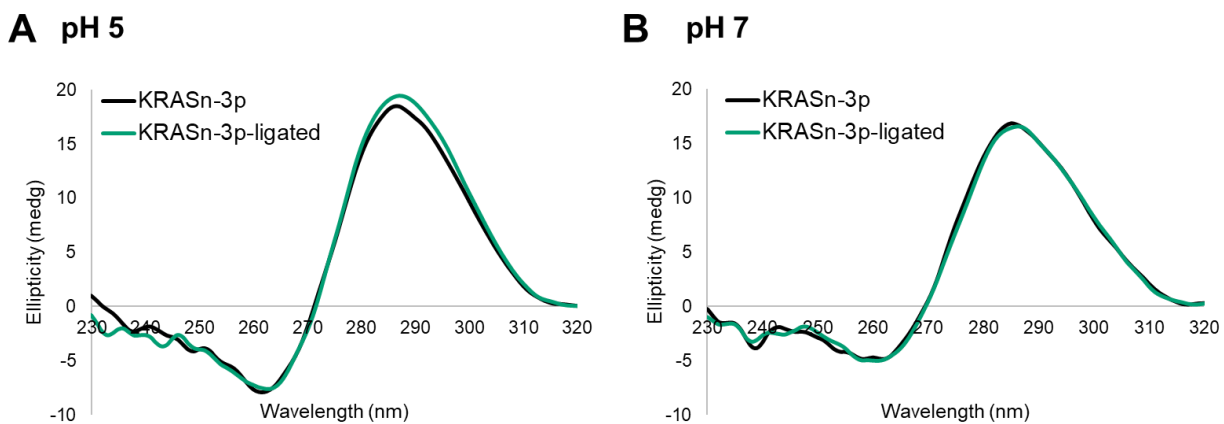 A pH 5
20
15
10
5
0
-5
-10
Ellipticity (medg)
KRASn-3p
KRASn-3p-ligated
230 240 250 260 270 280 290 300 310 320
Wavelength (nm)
B pH 7
20
15
10
5
0
-5
-10
Ellipticity (medg)
KRASn-3p
KRASn-3p-ligated
230 240 250 260 270 280 290 300 310 320
Wavelength (nm)